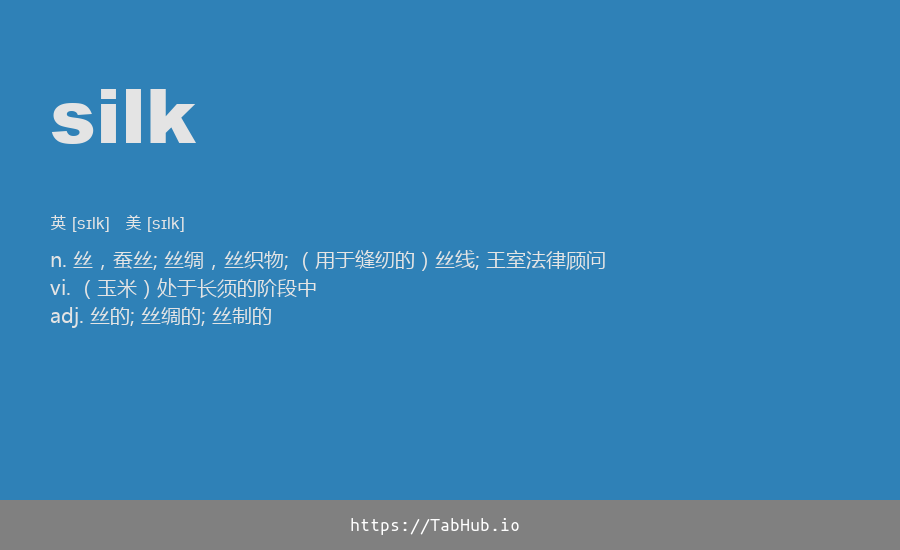 silk
英 [sɪlk] 美 [sɪlk]
n. 丝，蚕丝; 丝绸，丝织物; （用于缝纫的）丝线; 王室法律顾问
vi. （玉米）处于长须的阶段中
adj. 丝的; 丝绸的; 丝制的
https://TabHub.io